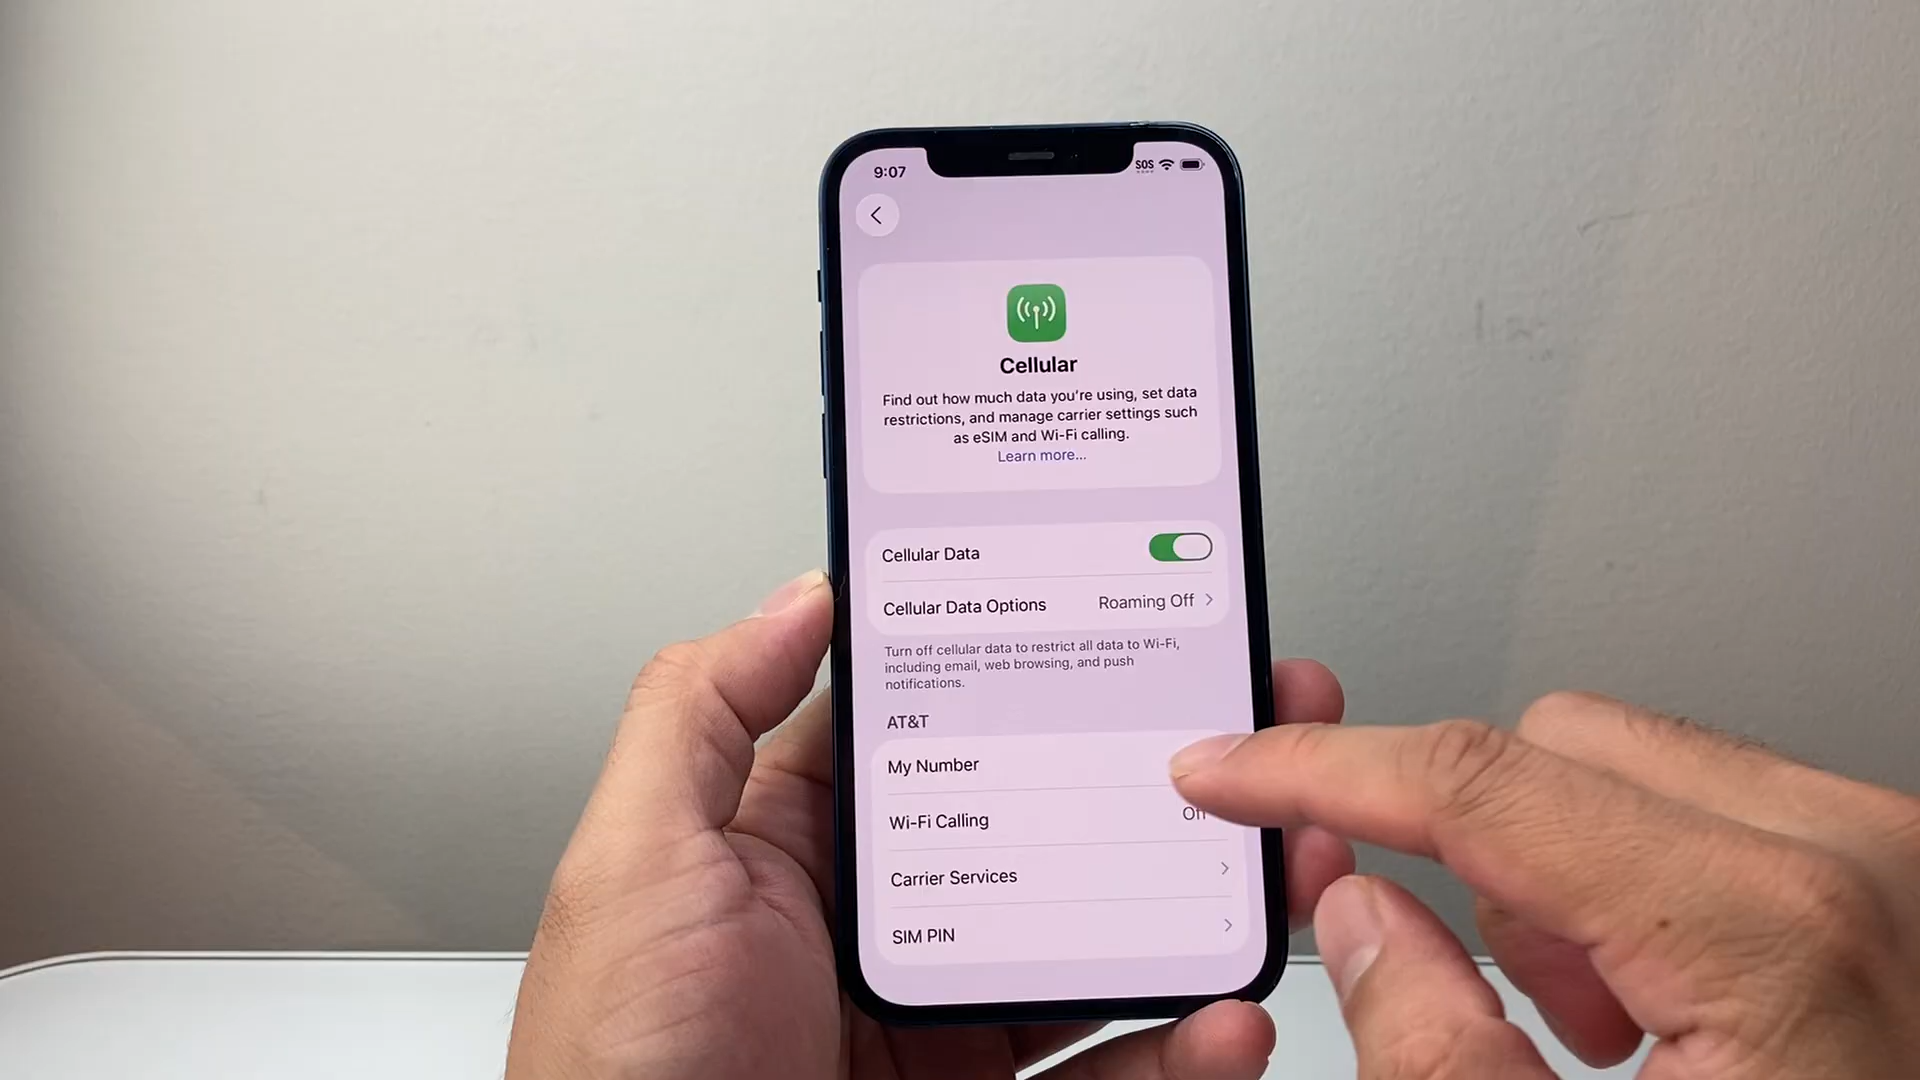 9:07
SOS
Cellular
Find out how much data you're using, set data
restrictions, and manage carrier settings such
as eSIM and Wi-Fi calling.
Learn more...
Cellular Data
Cellular Data Options Roaming Off
Turn off cellular data to restrict all data to Wi-Fi,
including email, web browsing, and push
notifications.
AT&T
My Number
Wi-Fi Calling
Carrier Services
SIM PIN